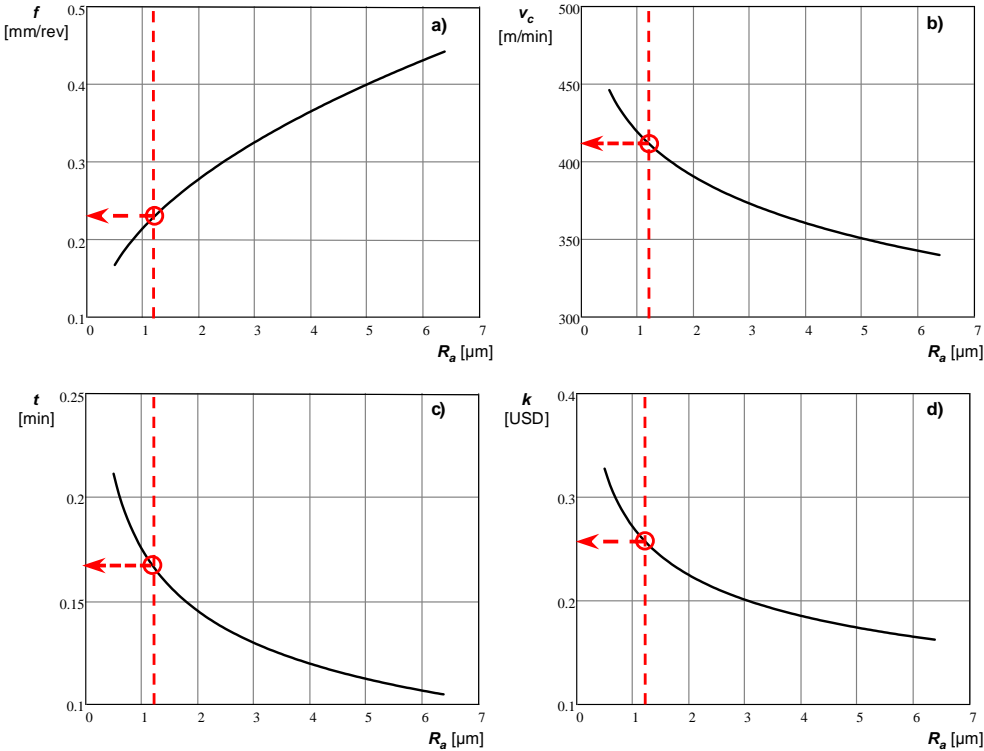 f
[mm/rev]
0.5
0.4
0.3
0.2
0.1
a)
0 1 2 3 4 5 6 7
Ra [µm]
vc
[m/min]
500
450
400
350
300
b)
0 1 2 3 4 5 6 7
Ra [µm]
t
[min]
0.25
0.2
0.15
0.1
c)
0 1 2 3 4 5 6 7
Ra [µm]
k
[USD]
0.4
0.3
0.2
0.1
d)
0 1 2 3 4 5 6 7
Ra [µm]